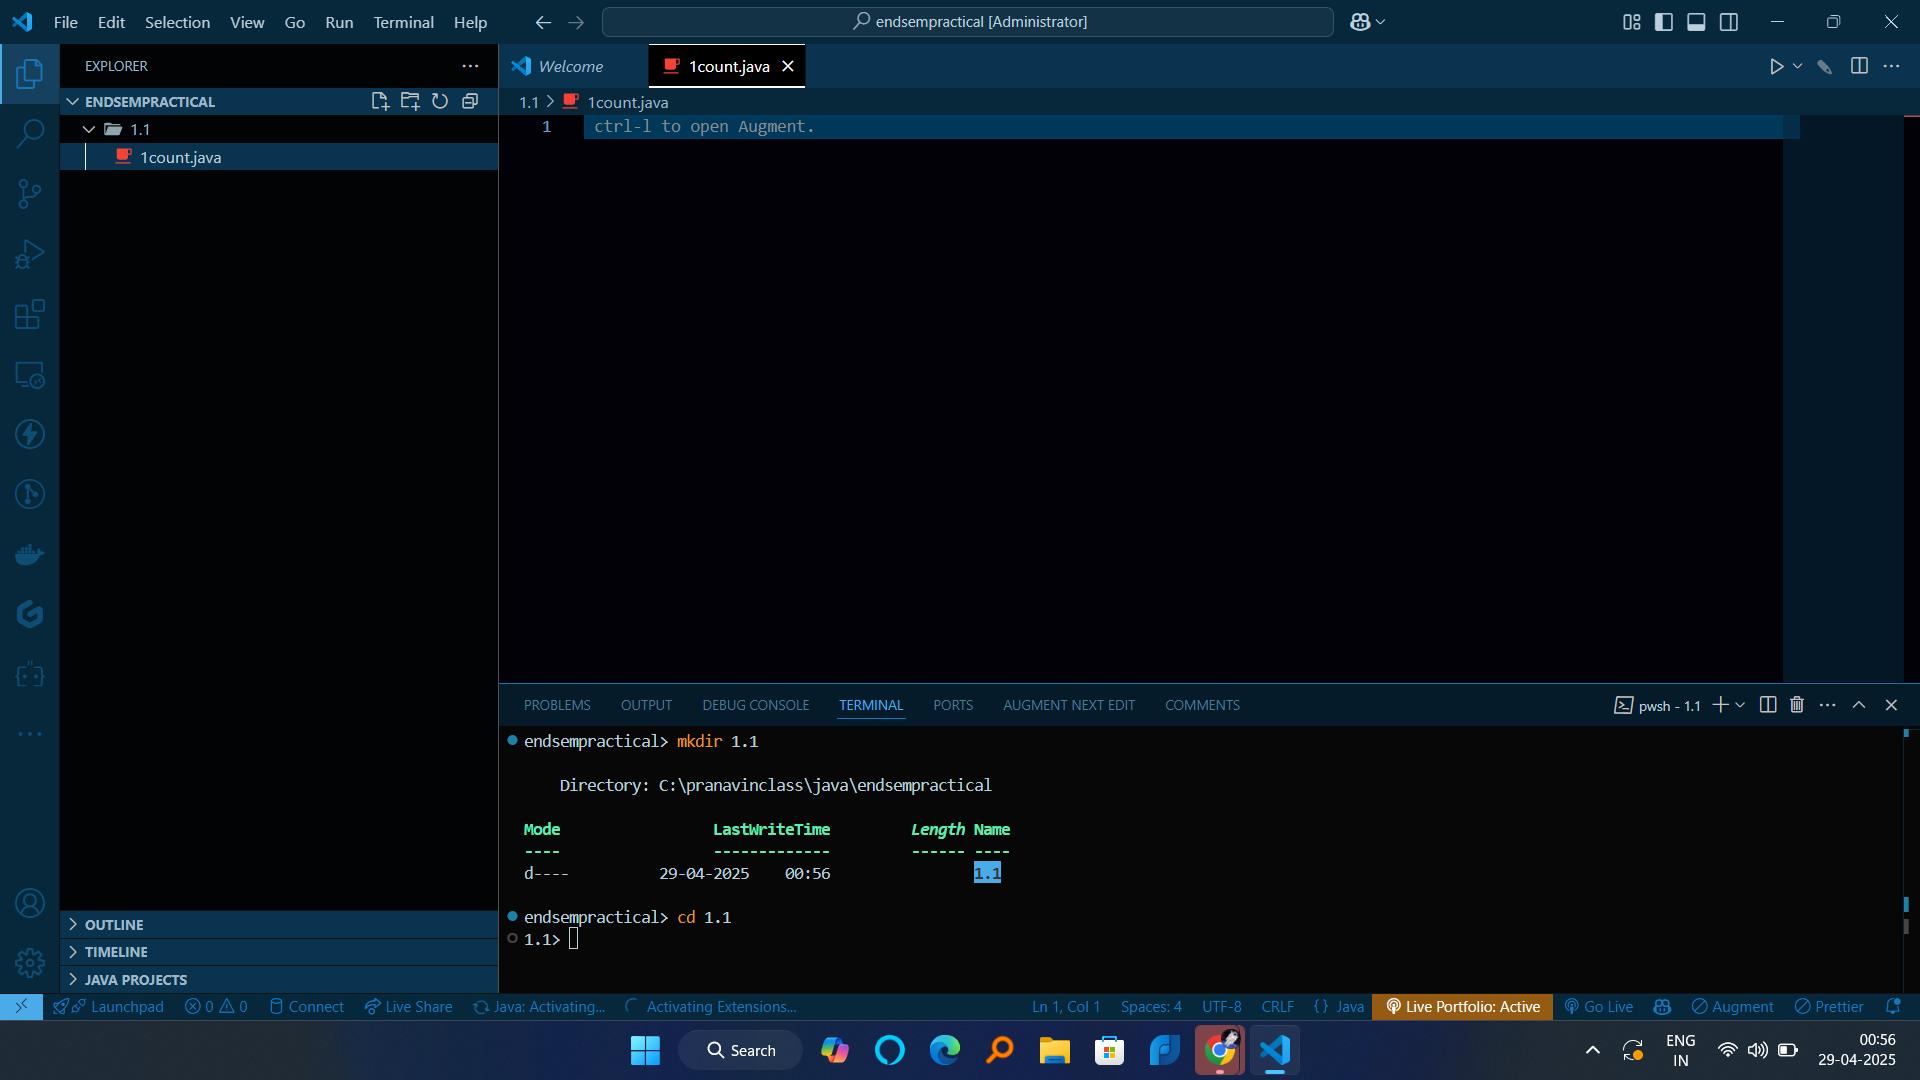 File Edit Selection View Go Run Terminal Help
endsempractical [Administrator]
EXPLORER
ENDSEMPRACTICAL
1.1
1count.java
OUTLINE
TIMELINE
JAVA PROJECTS
Welcome
1count.java
1.1 > 1count.java
1
ctrl-l to open Augment.
PROBLEMS OUTPUT DEBUG CONSOLE TERMINAL PORTS AUGMENT NEXT EDIT COMMENTS
pwsh - 1.1
endsempractical> mkdir 1.1
Directory: C:\pranavinclass\java\endsempractical
Mode LastWriteTime Length Name
---- ------------- ------ ----
d---- 29-04-2025 00:56 1.1
endsempractical> cd 1.1
1.1>
Launchpad 0 0 Connect Live Share Java: Activating... Activating Extensions... Ln 1, Col 1 Spaces: 4 UTF-8 CRLF {} Java Live Portfolio: Active Go Live Augment Prettier
Search
ENG
IN
00:56
29-04-2025